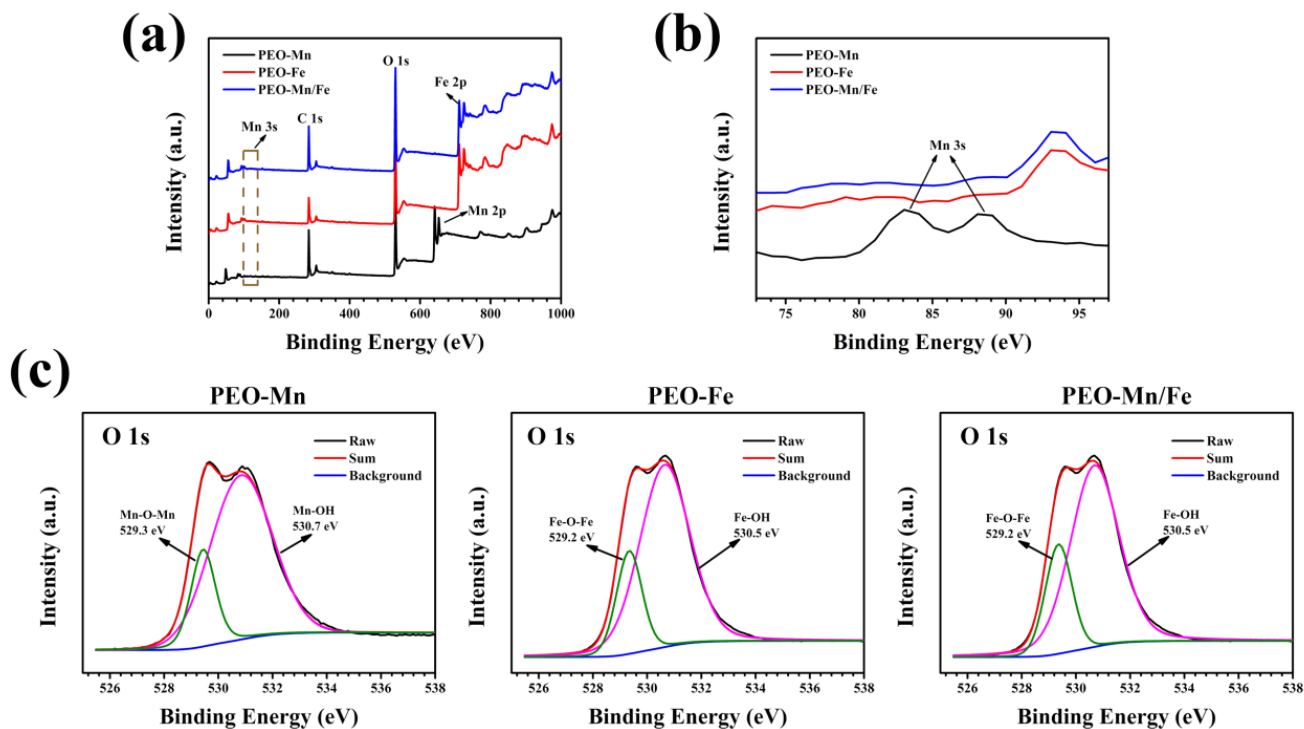 (a)
PEO-Mn
PEO-Fe
PEO-Mn/Fe
Mn 3s
C 1s
O 1s
Fe 2p
Mn 2p
Intensity (a.u.)
0 200 400 600 800 1000
Binding Energy (eV)
(b)
PEO-Mn
PEO-Fe
PEO-Mn/Fe
Mn 3s
Intensity (a.u.)
75 80 85 90 95
Binding Energy (eV)
(c)
PEO-Mn
O 1s
Raw
Sum
Background
Mn-O-Mn
529.3 eV
Mn-OH
530.7 eV
Intensity (a.u.)
526 528 530 532 534 536 538
Binding Energy (eV)
PEO-Fe
O 1s
Raw
Sum
Background
Fe-O-Fe
529.2 eV
Fe-OH
530.5 eV
Intensity (a.u.)
526 528 530 532 534 536 538
Binding Energy (eV)
PEO-Mn/Fe
O 1s
Raw
Sum
Background
Fe-O-Fe
529.2 eV
Fe-OH
530.5 eV
Intensity (a.u.)
526 528 530 532 534 536 538
Binding Energy (eV)